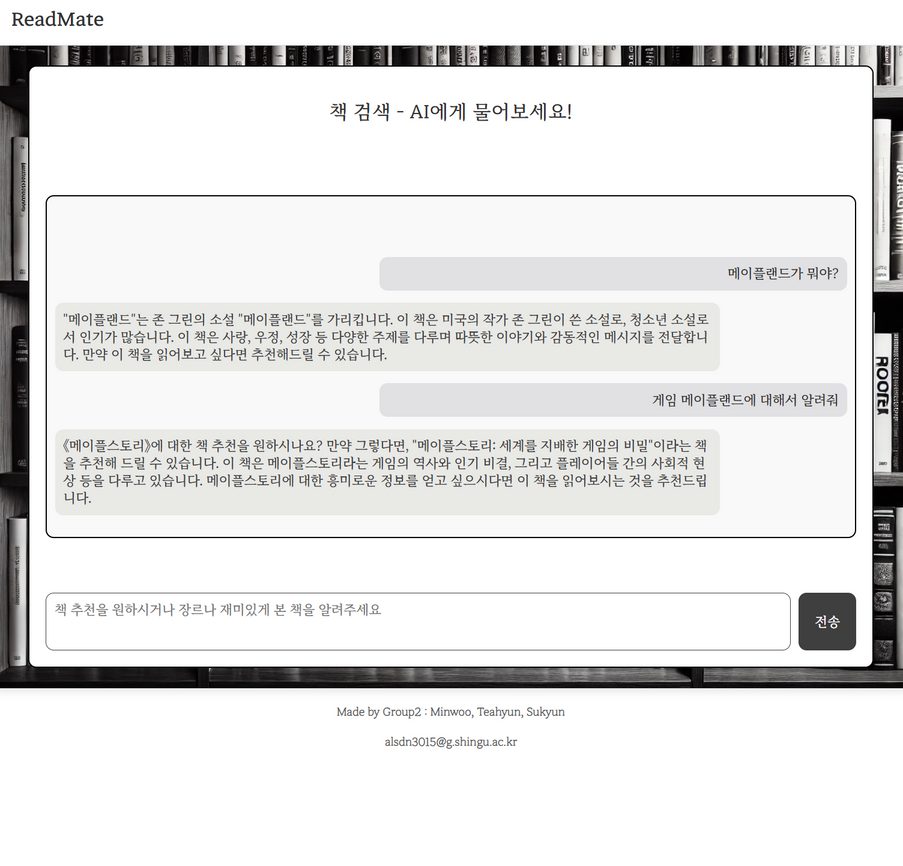 ReadMate
책 검색 - AI에게 물어보세요!
메이플랜드가 뭐야?
"메이플랜드"는 존 그린의 소설 "메이플랜드"를 가리킵니다. 이 책은 미국의 작가 존 그린이 쓴 소설로, 청소년 소설로
서 인기가 많습니다. 이 책은 사랑, 우정, 성장 등 다양한 주제를 다루며 따뜻한 이야기와 감동적인 메시지를 전달합니
다. 만약 이 책을 읽어보고 싶다면 추천해드릴 수 있습니다.
게임 메이플랜드에 대해서 알려줘
《메이플스토리》에 대한 책 추천을 원하시나요? 만약 그렇다면, "메이플스토리: 세계를 지배한 게임의 비밀"이라는 책
을 추천해 드릴 수 있습니다. 이 책은 메이플스토리라는 게임의 역사와 인기 비결, 그리고 플레이어들 간의 사회적 현
상 등을 다루고 있습니다. 메이플스토리에 대한 흥미로운 정보를 얻고 싶으시다면 이 책을 읽어보시는 것을 추천드립
니다.
책 추천을 원하시거나 장르나 재미있게 본 책을 알려주세요
전송
Made by Group2 : Minwoo, Teahyun, Sukyun
alsdn3015@g.shingu.ac.kr